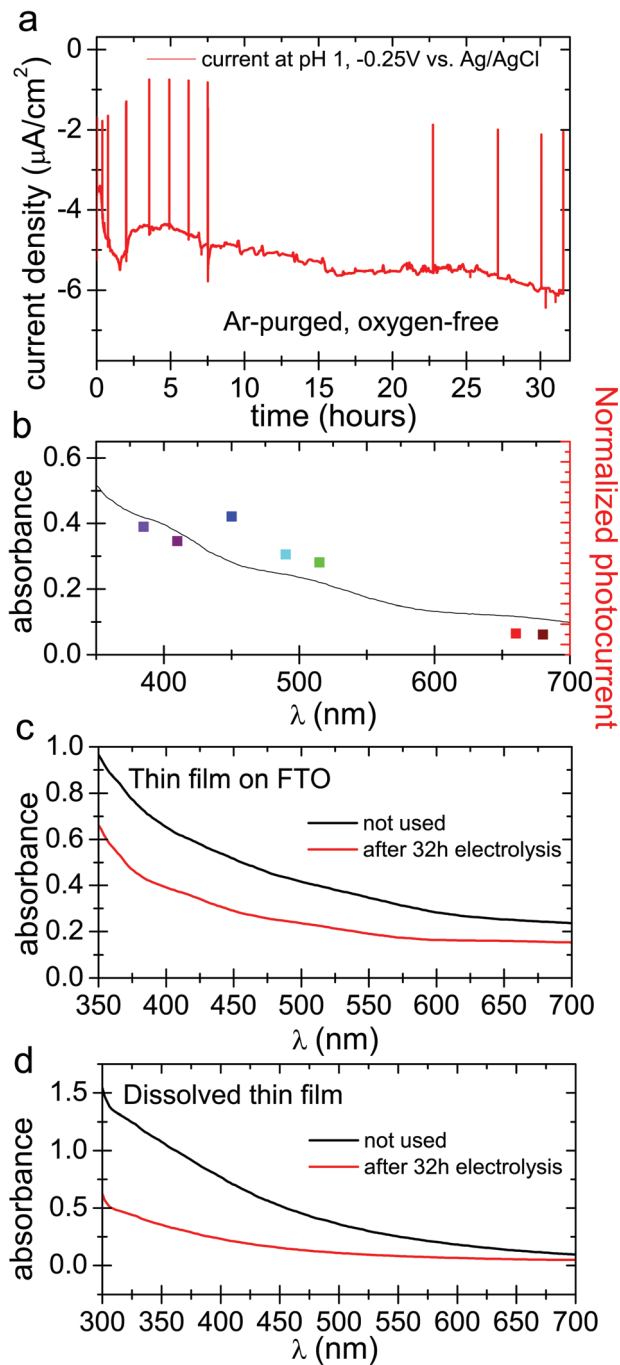 a
0
-2
-4
-6
current density (μA/cm²)
current at pH 1, -0.25V vs. Ag/AgCl
Ar-purged, oxygen-free
0 5 10 15 20 25 30
time (hours)
b
0.6
0.4
0.2
0.0
absorbance
Normalized photocurrent
400 500 600 700
λ (nm)
c
1.0
0.8
0.6
0.4
0.2
0.0
absorbance
Thin film on FTO
not used
after 32h electrolysis
350 400 450 500 550 600 650 700
λ (nm)
d
1.5
1.0
0.5
0.0
absorbance
Dissolved thin film
not used
after 32h electrolysis
300 350 400 450 500 550 600 650 700
λ (nm)